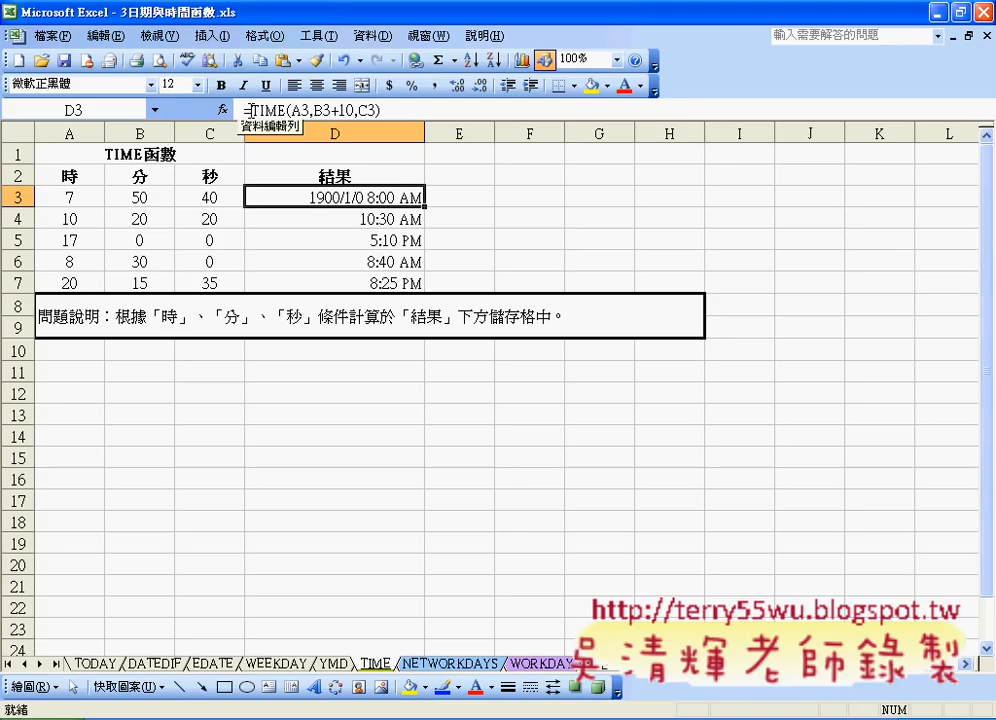 Microsoft Excel - 3日期與時間函數.xls
檔案(F) 編輯(E) 檢視(V) 插入(I) 格式(O) 工具(T) 資料(D) 視窗(W) 說明(H) 輸入需要解答的問題
100%
微軟正黑體 12 B I U $ % ,
D3 fx =TIME(A3,B3+10,C3)
資料編輯列
A B C D E F G H I J K L
1 TIME函數
2 時 分 秒 結果
3 7 50 40 1900/1/0 8:00 AM
4 10 20 20 10:30 AM
5 17 0 0 5:10 PM
6 8 30 0 8:40 AM
7 20 15 35 8:25 PM
8 問題說明：根據「時」、「分」、「秒」條件計算於「結果」下方儲存格中。
9
10
11
12
13
14
15
16
17
18
19
20
21
22
23
24
http://terry55wu.blogspot.tw
吳清輝老師錄製
TODAY DATEDIF EDATE WEEKDAY YMD TIME NETWORKDAYS WORKDAY
繪圖(R) 快取圖案(U)
就緒 NUM